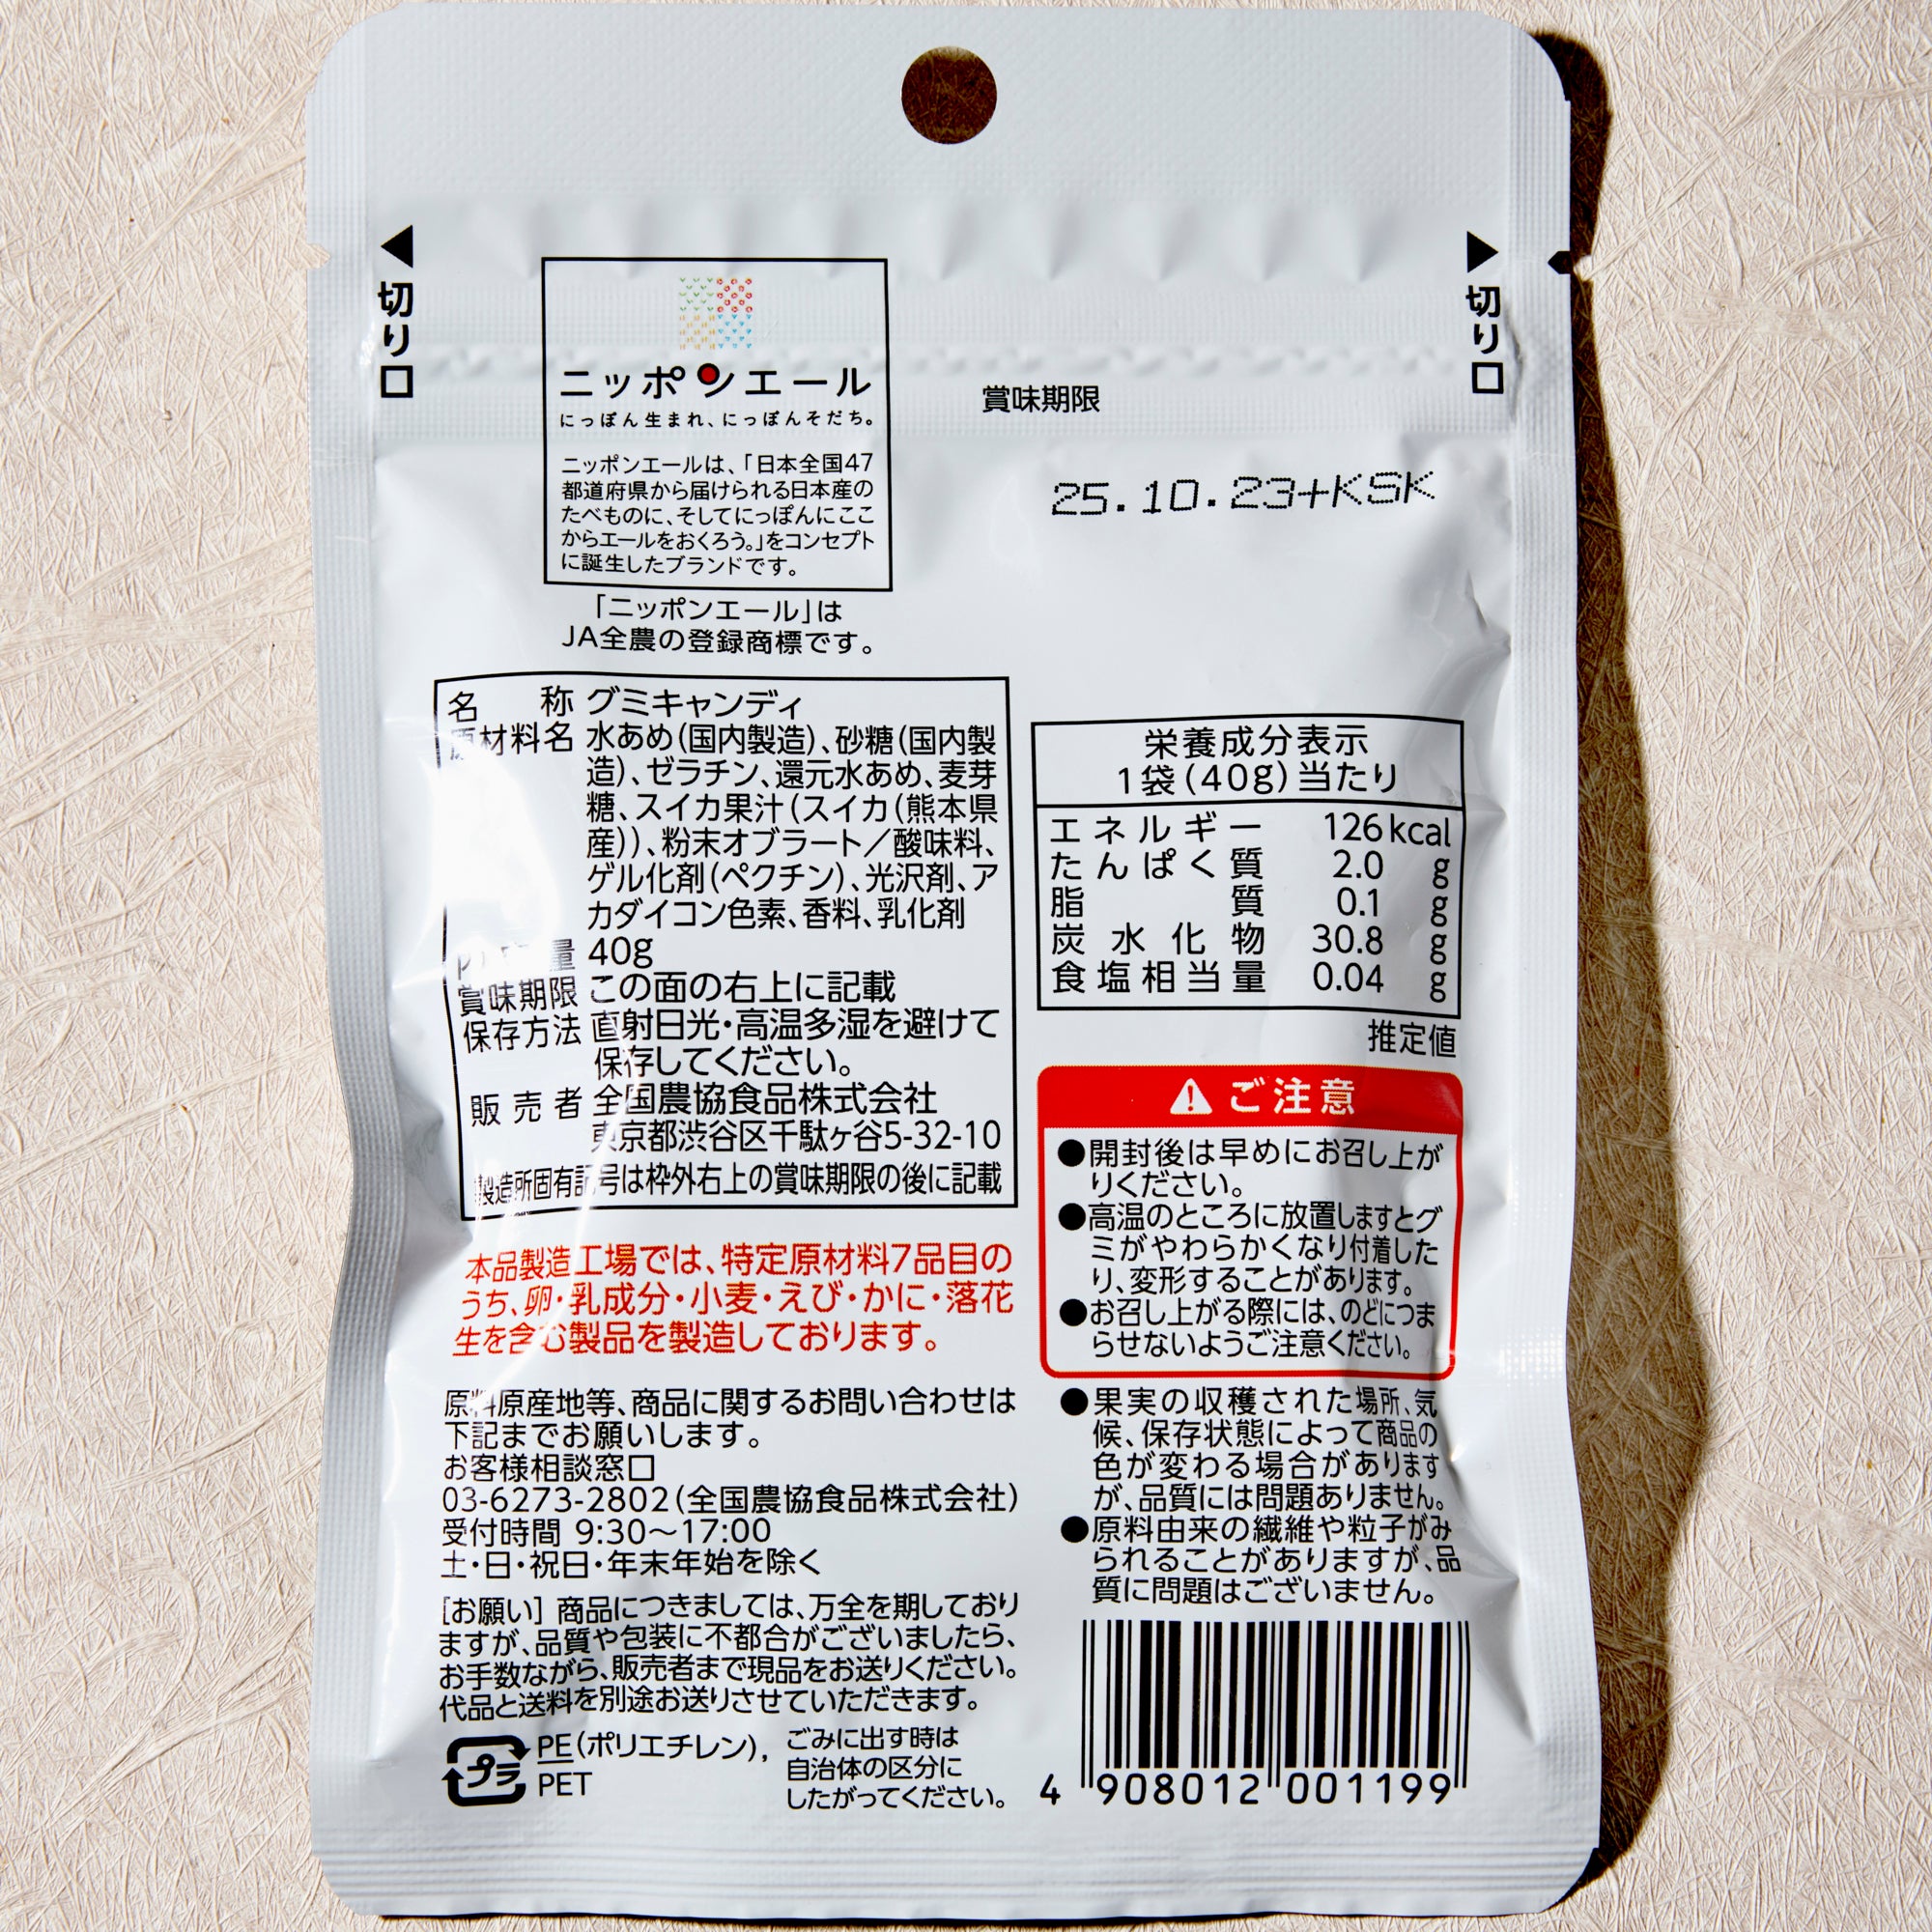 切り口
切り口
ニッポンエール
にっぽん生まれ、にっぽんそだち。
ニッポンエールは、「日本全国47
都道府県から届けられる日本産の
たべものに、そしてにっぽんにここ
からエールをおくろう。」をコンセプト
に誕生したブランドです。
「ニッポンエール」は
JA全農の登録商標です。
賞味期限
25.10.23+KSK
名称 グミキャンディ
原材料名 水あめ(国内製造)、砂糖(国内製
造)、ゼラチン、還元水あめ、麦芽
糖、スイカ果汁(スイカ(熊本県
産))、粉末オブラート／酸味料、
ゲル化剤(ペクチン)、光沢剤、ア
カダイコン色素、香料、乳化剤
内容量 40g
賞味期限 この面の右上に記載
保存方法 直射日光・高温多湿を避けて
保存してください。
販売者 全国農協食品株式会社
東京都渋谷区千駄ヶ谷5-32-10
製造所固有記号は枠外右上の賞味期限の後に記載
本品製造工場では、特定原材料7品目の
うち、卵・乳成分・小麦・えび・かに・落花
生を含む製品を製造しております。
原料原産地等、商品に関するお問い合わせは
下記までお願いします。
お客様相談窓口
03-6273-2802(全国農協食品株式会社)
受付時間 9:30～17:00
土・日・祝日・年末年始を除く
[お願い] 商品につきましては、万全を期しており
ますが、品質や包装に不都合がございましたら、
お手数ながら、販売者まで現品をお送りください。
代品と送料を別途お送りさせていただきます。
プラ
PE(ポリエチレン),
PET
ごみに出す時は
自治体の区分に
したがってください。
栄養成分表示
1袋(40g)当たり
エネルギー 126kcal
たんぱく質 2.0 g
脂質 0.1 g
炭水化物 30.8 g
食塩相当量 0.04 g
推定値
ご注意
●開封後は早めにお召し上が
りください。
●高温のところに放置しますとグ
ミがやわらかくなり付着した
り、変形することがあります。
●お召し上がる際には、のどにつま
らせないようご注意ください。
●果実の収穫された場所、気
候、保存状態によって商品の
色が変わる場合があります
が、品質には問題ありません。
●原料由来の繊維や粒子がみ
られることがありますが、品
質に問題はございません。
4 908012 001199